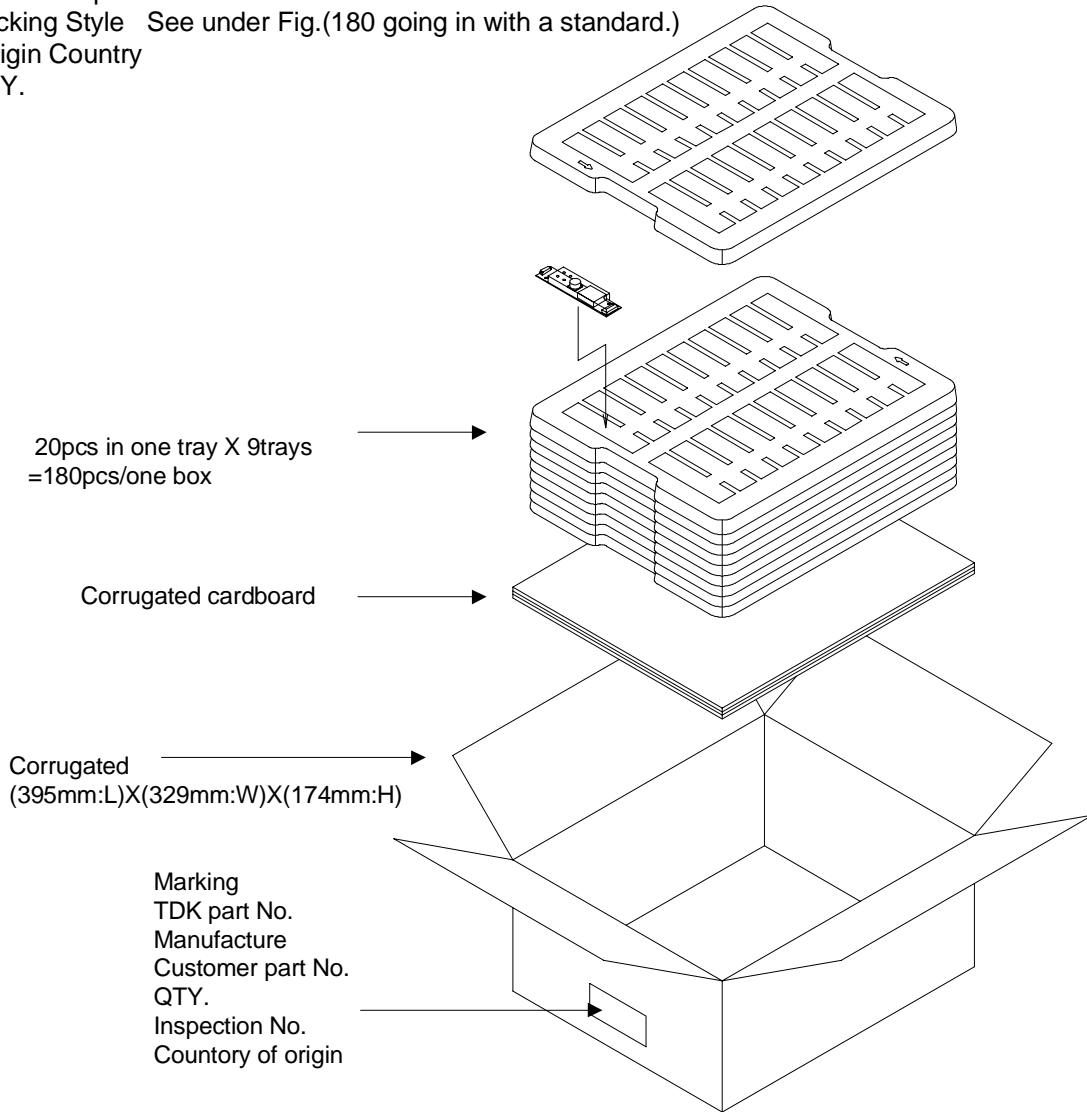 cking Style See under Fig.(180 going in with a standard.)
igin Country
Y.
20pcs in one tray X 9trays
=180pcs/one box
Corrugated cardboard
Corrugated
(395mm:L)X(329mm:W)X(174mm:H)
Marking
TDK part No.
Manufacture
Customer part No.
QTY.
Inspection No.
Countory of origin